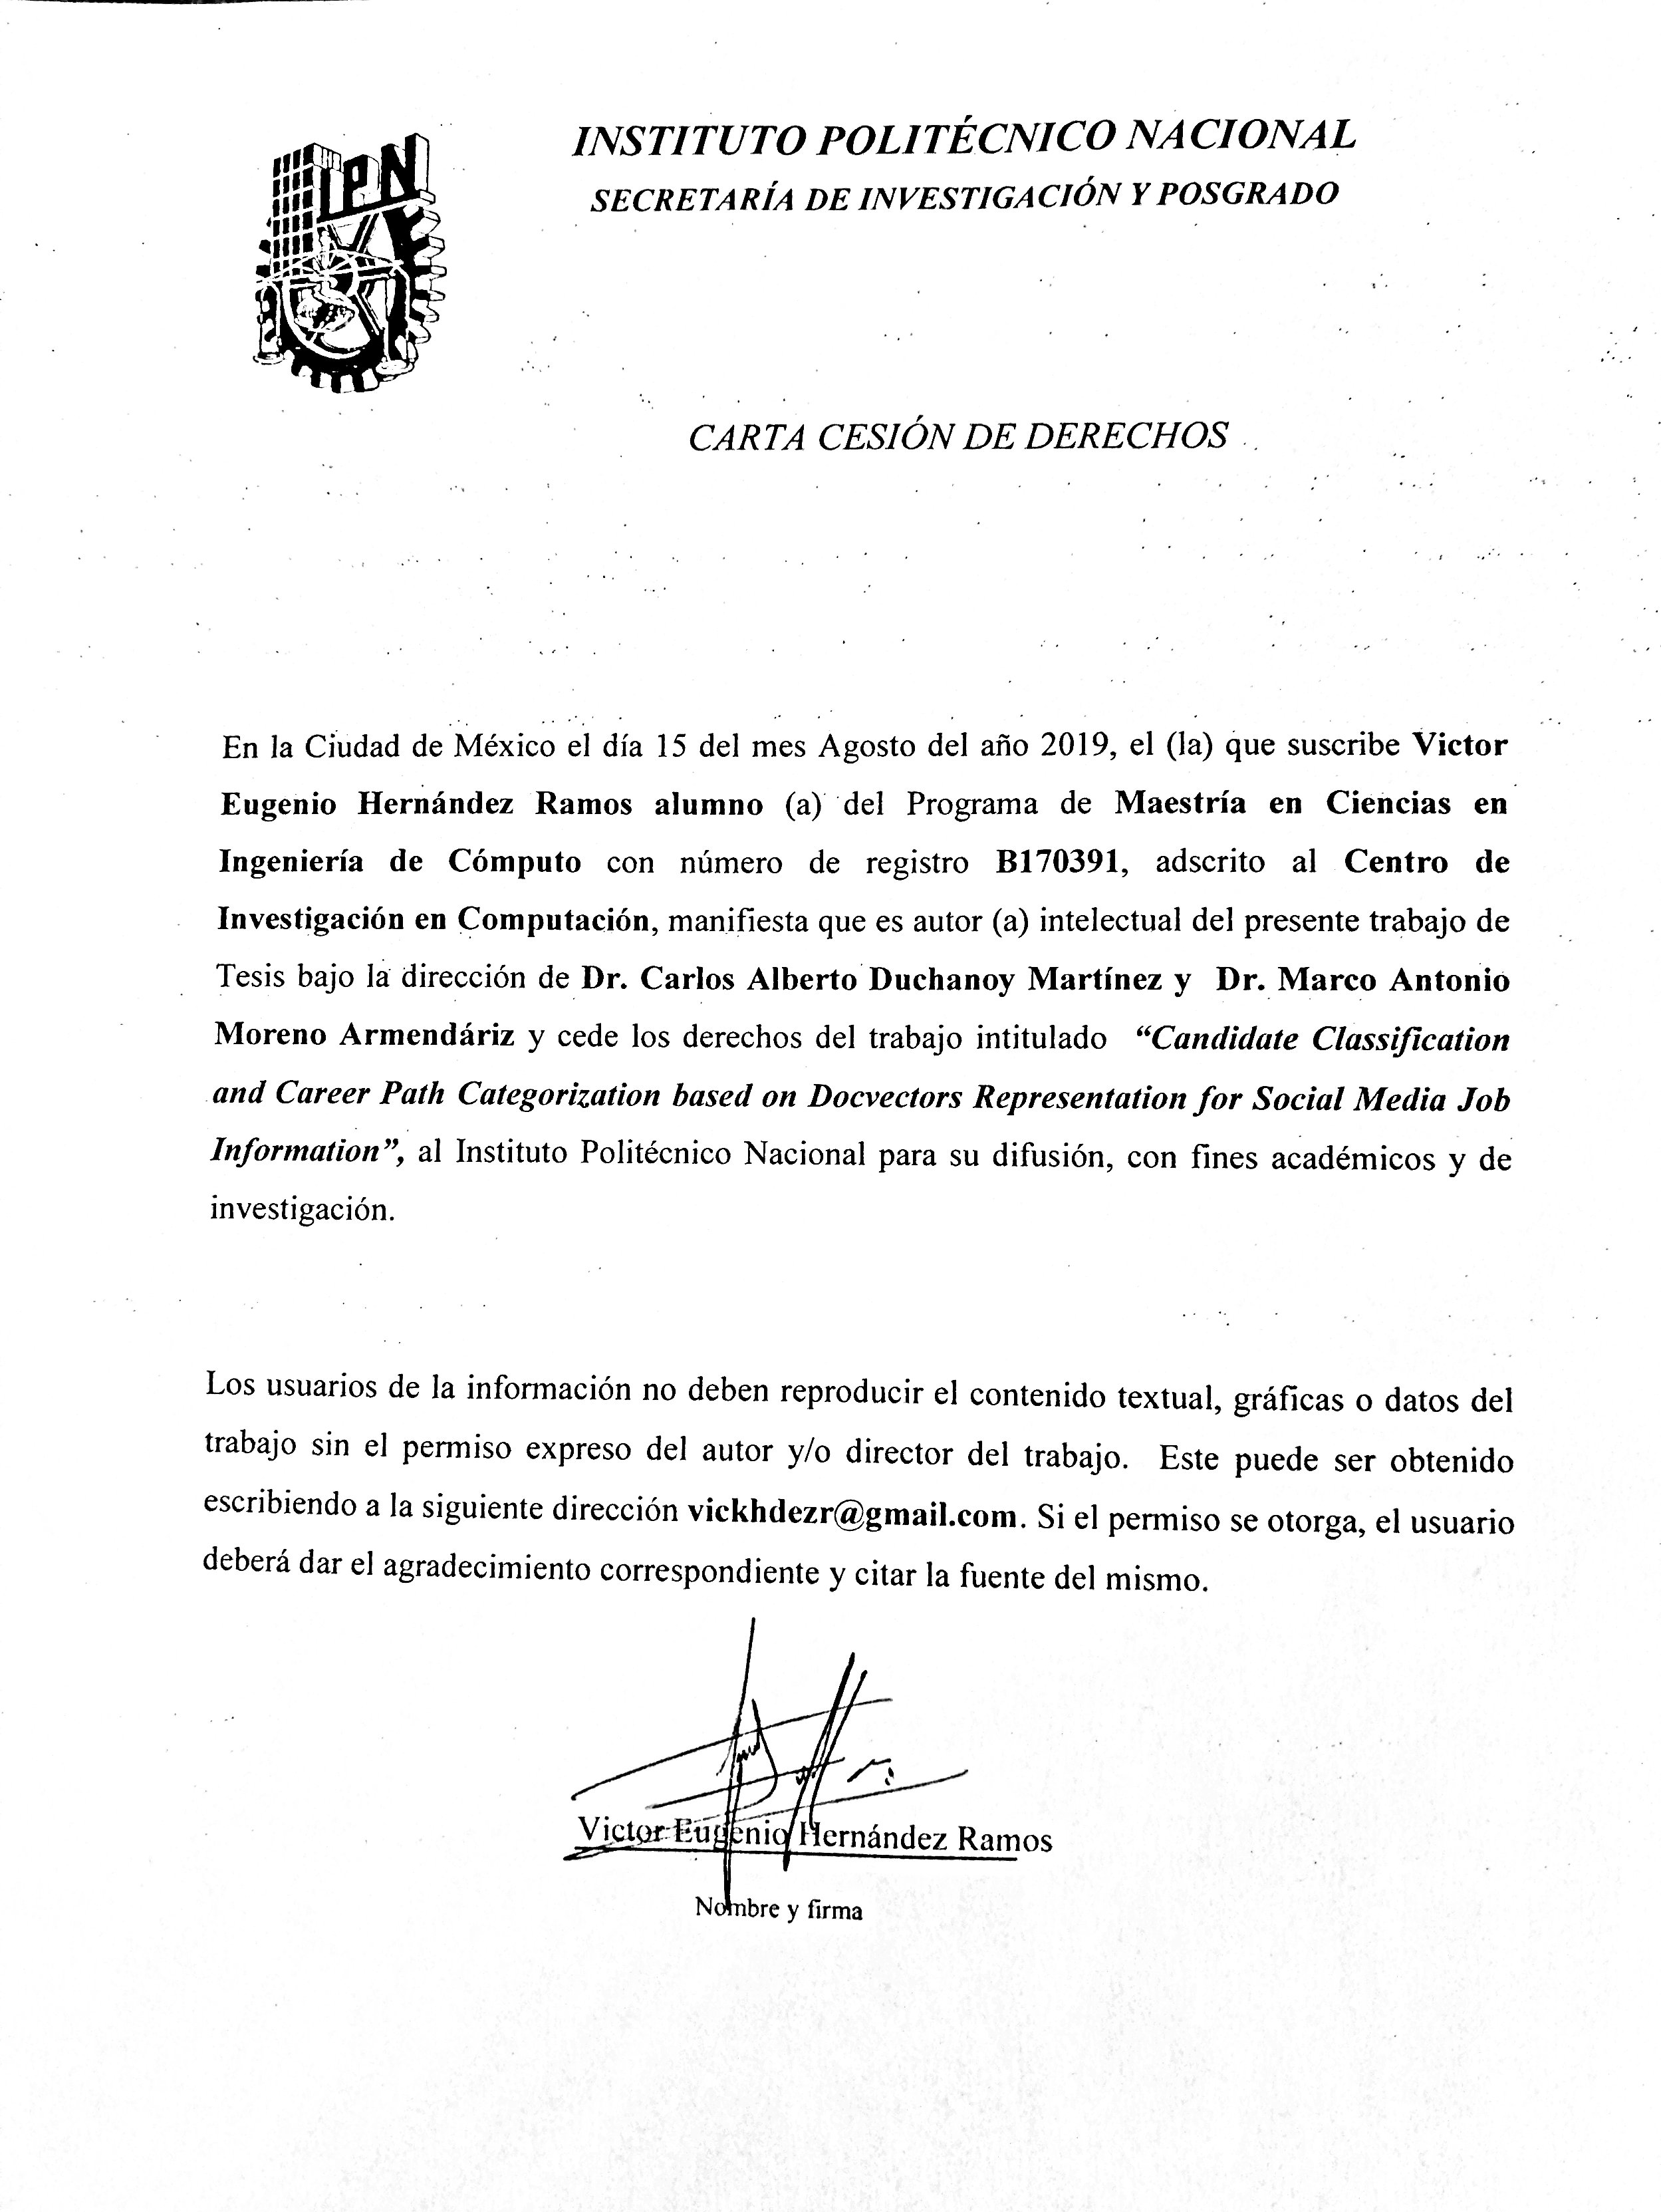 IPN
INSTITUTO POLITÉCNICO NACIONAL
SECRETARÍA DE INVESTIGACIÓN Y POSGRADO
CARTA CESIÓN DE DERECHOS
En la Ciudad de México el día 15 del mes Agosto del año 2019, el (la) que suscribe Victor
Eugenio Hernández Ramos alumno (a) del Programa de Maestría en Ciencias en
Ingeniería de Cómputo con número de registro B170391, adscrito al Centro de
Investigación en Computación, manifiesta que es autor (a) intelectual del presente trabajo de
Tesis bajo la dirección de Dr. Carlos Alberto Duchanoy Martínez y Dr. Marco Antonio
Moreno Armendáriz y cede los derechos del trabajo intitulado “Candidate Classification
and Career Path Categorization based on Docvectors Representation for Social Media Job
Information”, al Instituto Politécnico Nacional para su difusión, con fines académicos y de
investigación.
Los usuarios de la información no deben reproducir el contenido textual, gráficas o datos del
trabajo sin el permiso expreso del autor y/o director del trabajo. Este puede ser obtenido
escribiendo a la siguiente dirección vickhdezr@gmail.com. Si el permiso se otorga, el usuario
deberá dar el agradecimiento correspondiente y citar la fuente del mismo.
Victor Eugenio Hernández Ramos
Nombre y firma